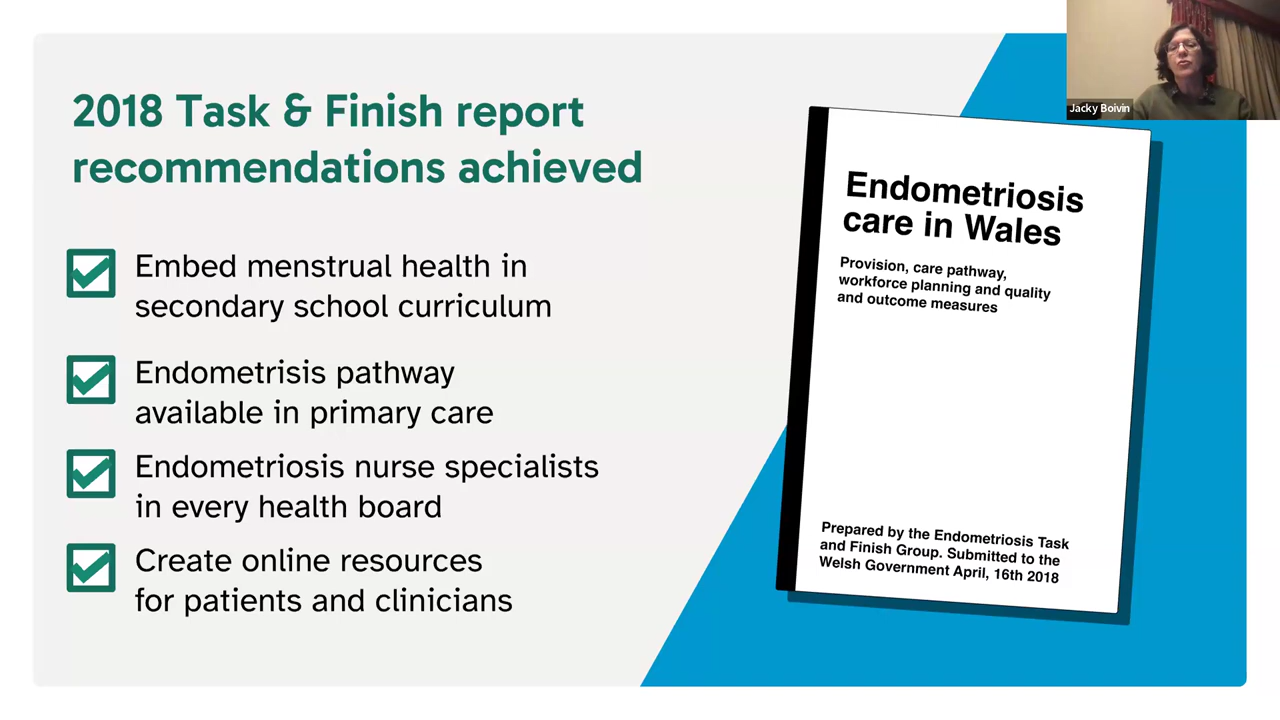 2018 Task & Finish report
recommendations achieved
Embed menstrual health in
secondary school curriculum
Endometrisis pathway
available in primary care
Endometriosis nurse specialists
in every health board
Create online resources
for patients and clinicians
Endometriosis
care in Wales
Provision, care pathway,
workforce planning and quality
and outcome measures
Prepared by the Endometriosis Task
and Finish Group. Submitted to the
Welsh Government April, 16th 2018
Jacky Boivin